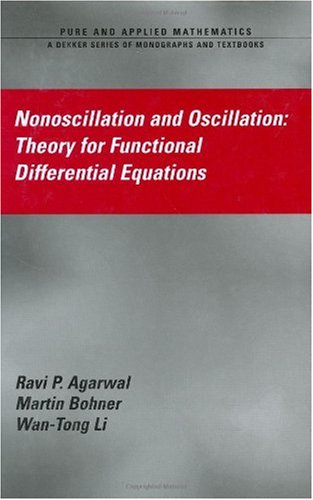 PURE AND APPLIED MATHEMATICS
A DEKKER SERIES OF MONOGRAPHS AND TEXTBOOKS
Nonoscillation and Oscillation:
Theory for Functional
Differential Equations
Ravi P. Agarwal
Martin Bohner
Wan-Tong Li